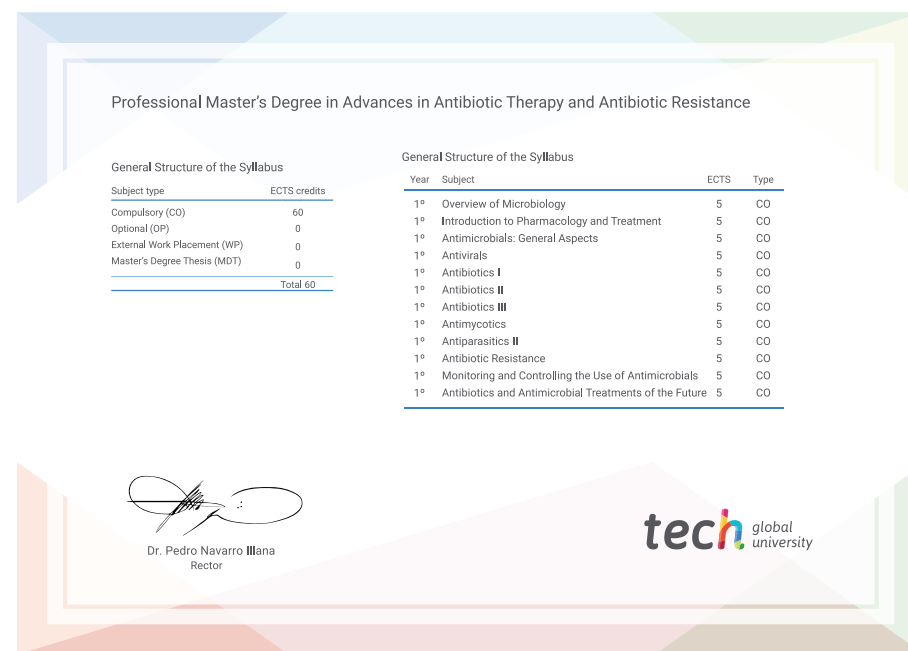 Professional Master's Degree in Advances in Antibiotic Therapy and Antibiotic Resistance
General Structure of the Syllabus
Subject type ECTS credits
Compulsory (CO) 60
Optional (OP) 0
External Work Placement (WP) 0
Master's Degree Thesis (MDT) 0
Total 60
General Structure of the Syllabus
Year Subject ECTS Type
1º Overview of Microbiology 5 CO
1º Introduction to Pharmacology and Treatment 5 CO
1º Antimicrobials: General Aspects 5 CO
1º Antivirals 5 CO
1º Antibiotics I 5 CO
1º Antibiotics II 5 CO
1º Antibiotics III 5 CO
1º Antimycotics 5 CO
1º Antiparasitics II 5 CO
1º Antibiotic Resistance 5 CO
1º Monitoring and Controlling the Use of Antimicrobials 5 CO
1º Antibiotics and Antimicrobial Treatments of the Future 5 CO
Dr. Pedro Navarro Illana
Rector
tech global
university